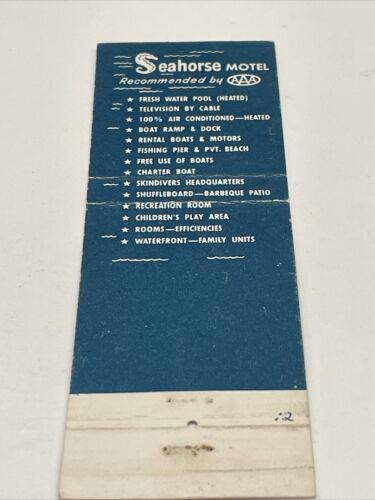 Seahorse MOTEL
Recommended by AAA
★ FRESH WATER POOL (HEATED)
★ TELEVISION BY CABLE
★ 100% AIR CONDITIONED—HEATED
★ BOAT RAMP & DOCK
★ RENTAL BOATS & MOTORS
★ FISHING PIER & PVT. BEACH
★ FREE USE OF BOATS
★ CHARTER BOAT
★ SKINDIVERS HEADQUARTERS
★ SHUFFLEBOARD—BARBEQUE PATIO
★ RECREATION ROOM
★ CHILDREN'S PLAY AREA
★ ROOMS—EFFICIENCIES
★ WATERFRONT—FAMILY UNITS